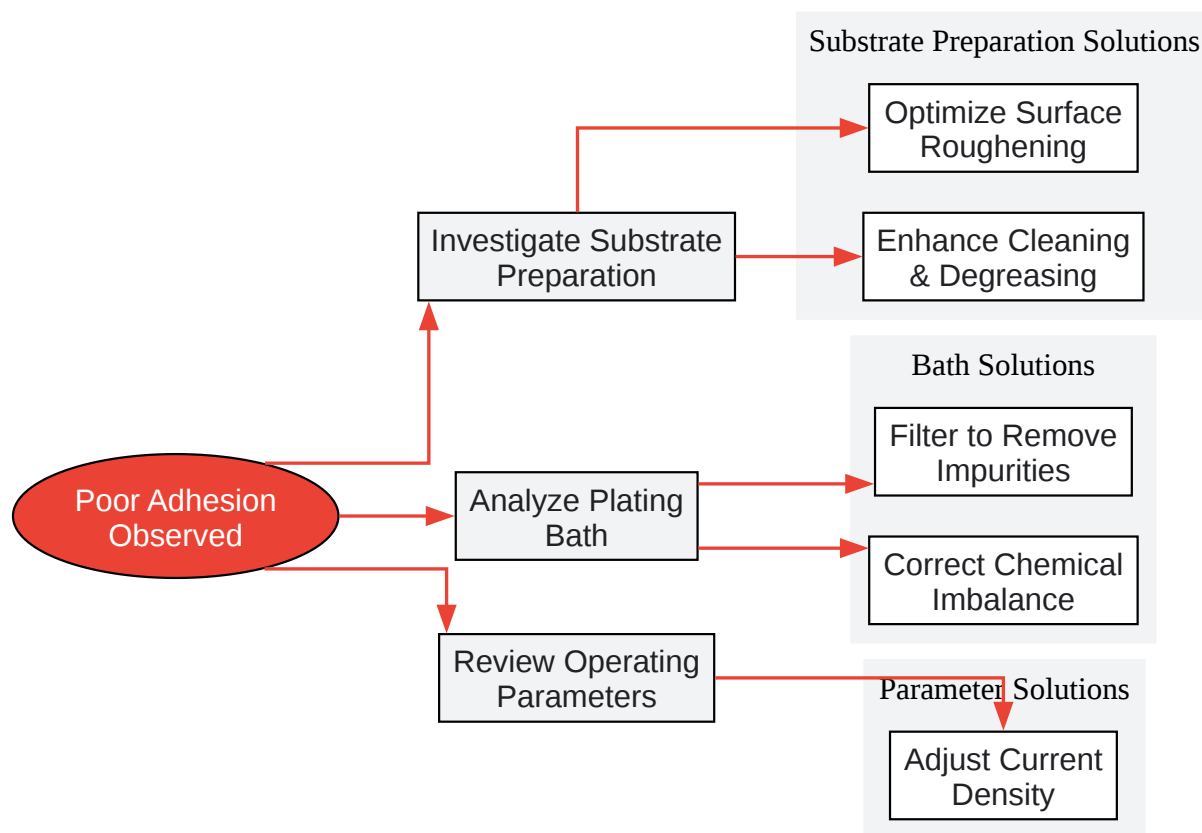 Substrate Preparation Solutions
Optimize Surface
Roughening
Investigate Substrate
Preparation
Enhance Cleaning
& Degreasing
Bath Solutions
Filter to Remove
Impurities
Poor Adhesion
Observed
Analyze Plating
Bath
Correct Chemical
Imbalance
Review Operating
Parameters
Parameter Solutions
Adjust Current
Density